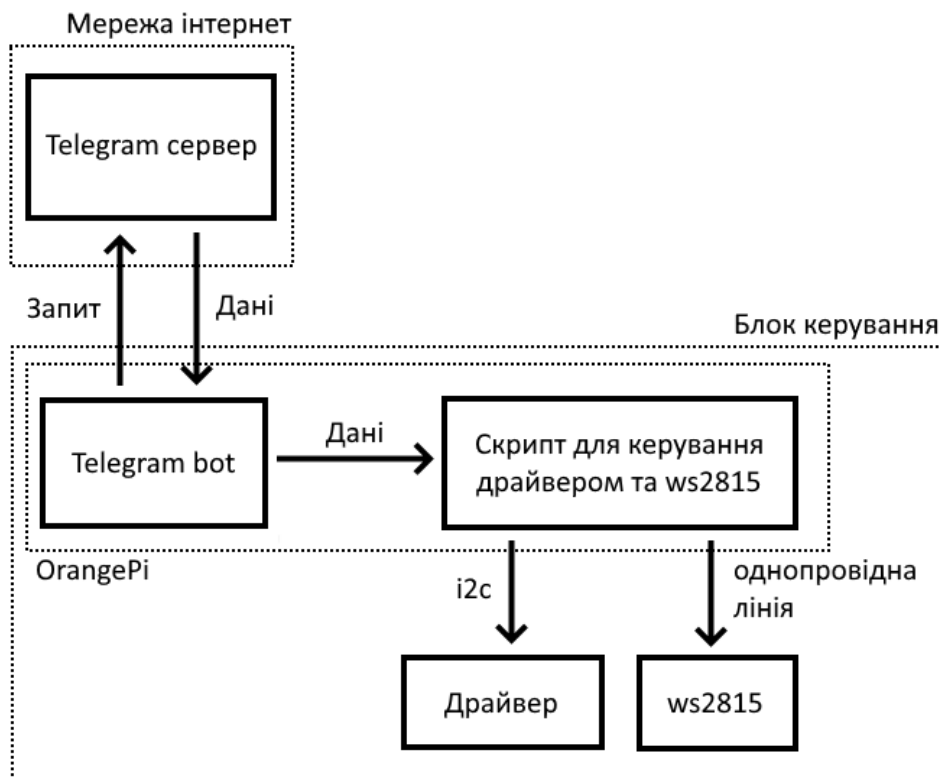 Мережа інтернет
Telegram сервер
Запит
Дані
Блок керування
Telegram bot
Дані
Скрипт для керування
драйвером та ws2815
OrangePi
i2c
однопровідна
лінія
Драйвер
ws2815